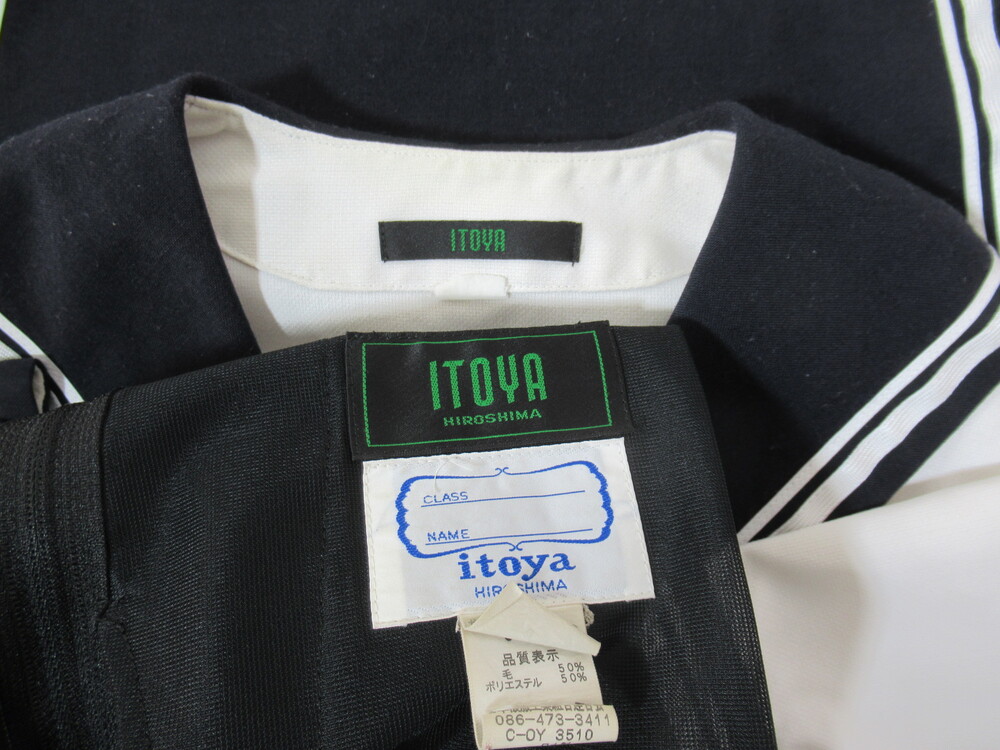 ITOYA
ITOYA
HIROSHIMA
CLASS
NAME
itoya
HIROSHIMA
品質表示
毛 50%
ポリエステル 50%
086-473-3411
C-OY 3510